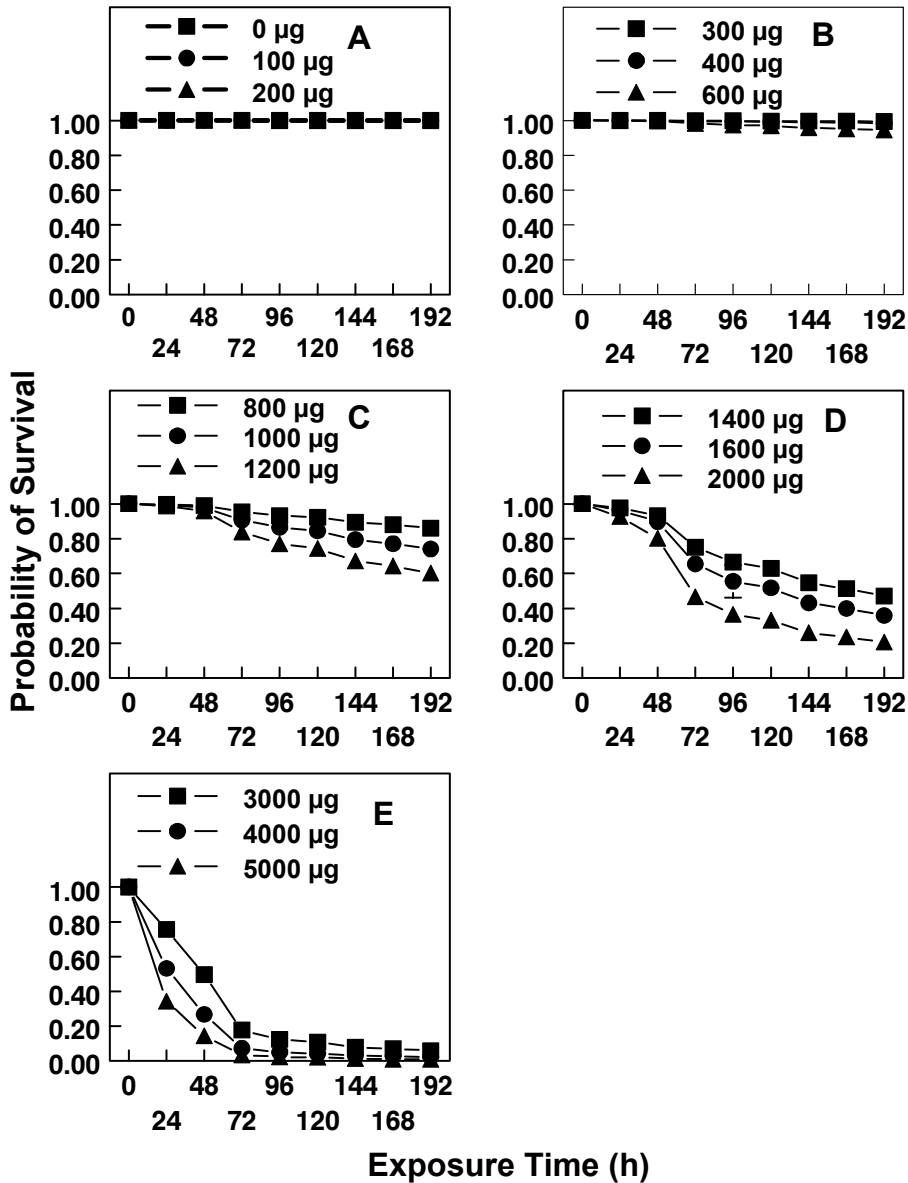 0 µg
100 µg
200 µg
A
1.00
0.80
0.60
0.40
0.20
0.00
0 48 96 144 192
24 72 120 168
300 µg
400 µg
600 µg
B
1.00
0.80
0.60
0.40
0.20
0.00
0 48 96 144 192
24 72 120 168
Probability of Survival
800 µg
1000 µg
1200 µg
C
1.00
0.80
0.60
0.40
0.20
0.00
0 48 96 144 192
24 72 120 168
1400 µg
1600 µg
2000 µg
D
1.00
0.80
0.60
0.40
0.20
0.00
0 48 96 144 192
24 72 120 168
3000 µg
4000 µg
5000 µg
E
1.00
0.80
0.60
0.40
0.20
0.00
0 48 96 144 192
24 72 120 168
Exposure Time (h)